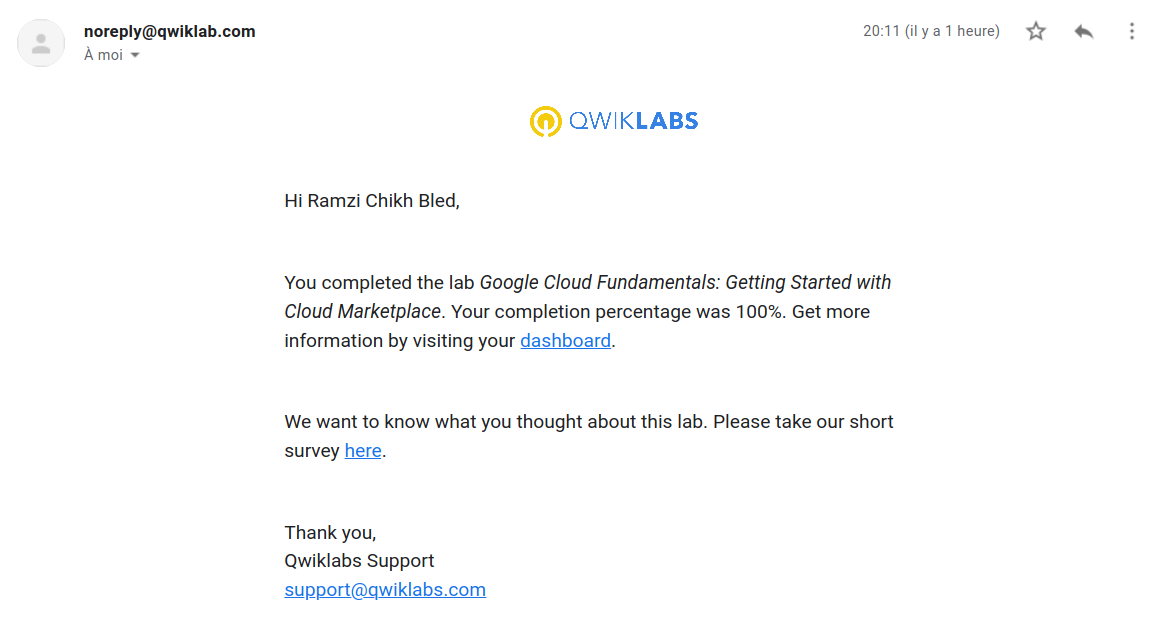 noreply@qwiklab.com
20:11 (il y a 1 heure)
À moi
QWIKLABS
Hi Ramzi Chikh Bled,
You completed the lab Google Cloud Fundamentals: Getting Started with
Cloud Marketplace. Your completion percentage was 100%. Get more
information by visiting your dashboard.
We want to know what you thought about this lab. Please take our short
survey here.
Thank you,
Qwiklabs Support
support@qwiklabs.com